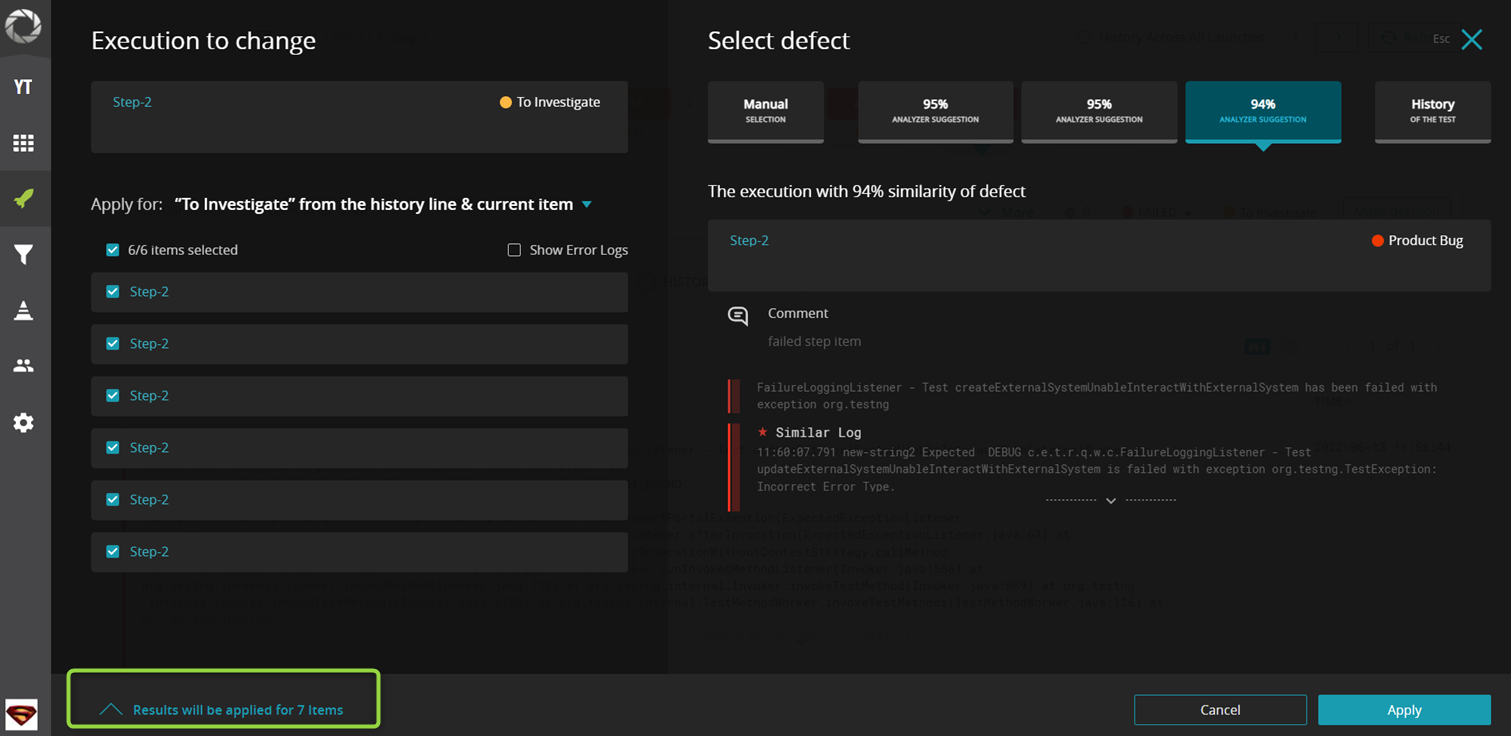 YT
Execution to change
Step-2
To Investigate
Apply for: “To Investigate” from the history line & current item
6/6 items selected
Show Error Logs
Step-2
Step-2
Step-2
Step-2
Step-2
Step-2
Results will be applied for 7 Items
Select defect
Esc
Manual
SELECTION
95%
ANALYZER SUGGESTION
95%
ANALYZER SUGGESTION
94%
ANALYZER SUGGESTION
History
OF THE TEST
The execution with 94% similarity of defect
Step-2
Product Bug
Comment
failed step item
FailureLoggingListener - Test createExternalSystemUnableInteractWithExternalSystem has been failed with
exception org.testng
Similar Log
11:60:07.791 new-string2 Expected DEBUG c.e.t.r.q.w.c.FailureLoggingListener - Test
updateExternalSystemUnableInteractWithExternalSystem is failed with exception org.testng.TestException:
Incorrect Error Type.
Cancel
Apply